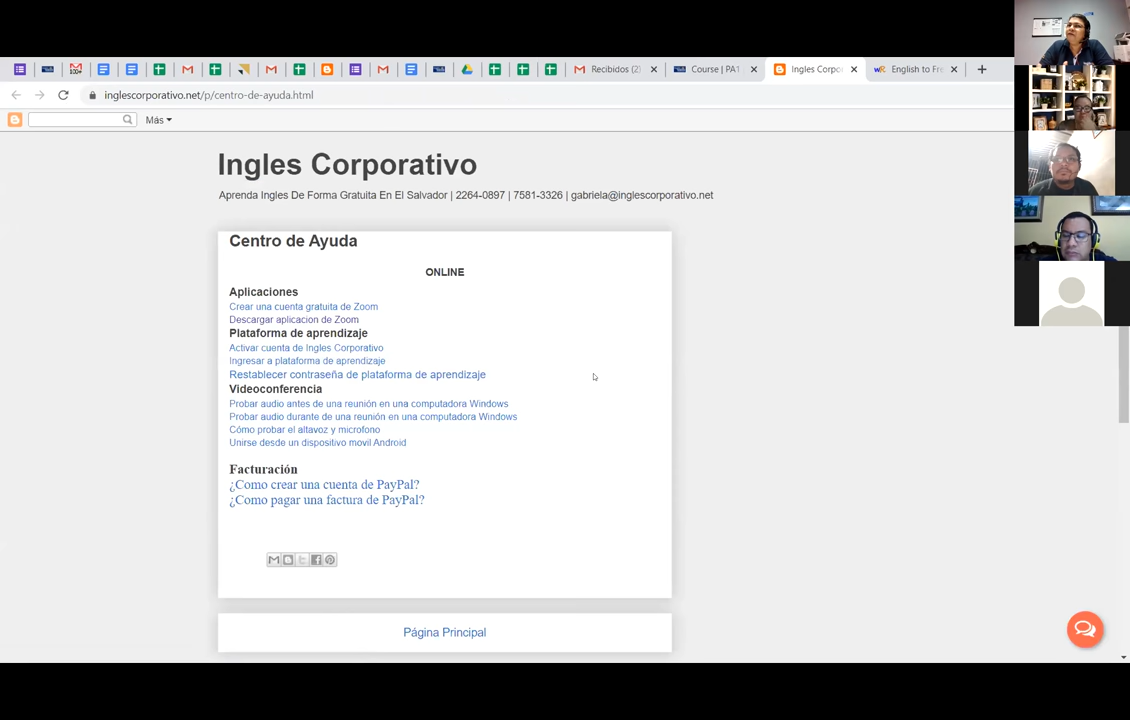 100+
Recibidos (2)
Course | PA1
Ingles Corpo
English to Fre
inglescorporativo.net/p/centro-de-ayuda.html
Más
Ingles Corporativo
Aprenda Ingles De Forma Gratuita En El Salvador | 2264-0897 | 7581-3326 | gabriela@inglescorporativo.net
Centro de Ayuda
ONLINE
Aplicaciones
Crear una cuenta gratuita de Zoom
Descargar aplicacion de Zoom
Plataforma de aprendizaje
Activar cuenta de Ingles Corporativo
Ingresar a plataforma de aprendizaje
Restablecer contraseña de plataforma de aprendizaje
Videoconferencia
Probar audio antes de una reunión en una computadora Windows
Probar audio durante de una reunión en una computadora Windows
Cómo probar el altavoz y microfono
Unirse desde un dispositivo movil Android
Facturación
¿Como crear una cuenta de PayPal?
¿Como pagar una factura de PayPal?
Página Principal